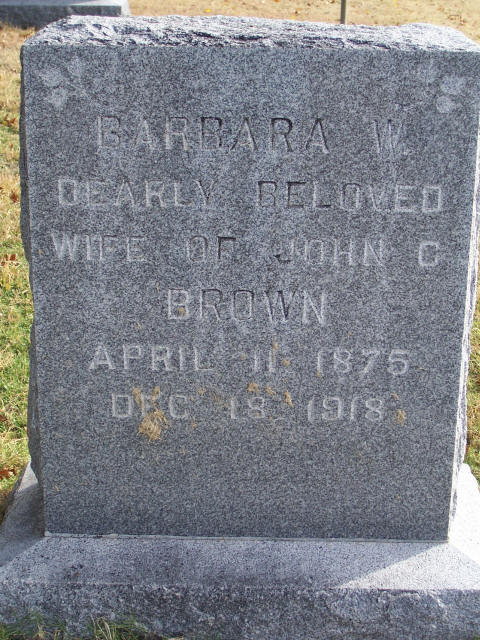 BARBARA W.
DEARLY BELOVED
WIFE OF JOHN C
BROWN
APRIL 11 1875
DEC 18 1918